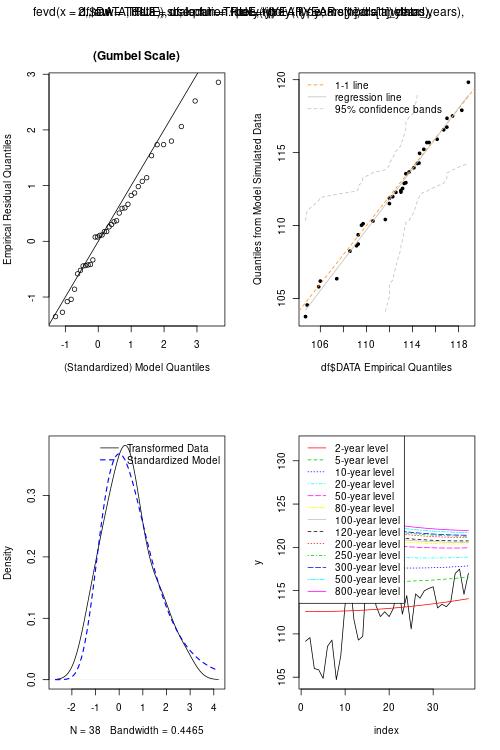 fevd(x =
(Gumbel Scale)
Empirical Residual Quantiles
3
2
1
0
-1
-1 0 1 2 3
(Standardized) Model Quantiles
Quantiles from Model Simulated Data
120
115
110
105
1-1 line
regression line
95% confidence bands
106 110 114 118
df$DATA Empirical Quantiles
Density
0.3
0.2
0.1
0.0
Transformed Data
Standardized Model
-2 -1 0 1 2 3 4
N = 38 Bandwidth = 0.4465
y
130
125
120
115
110
105
2-year level
5-year level
10-year level
20-year level
50-year level
80-year level
100-year level
120-year level
200-year level
250-year level
300-year level
500-year level
800-year level
0 10 20 30
index